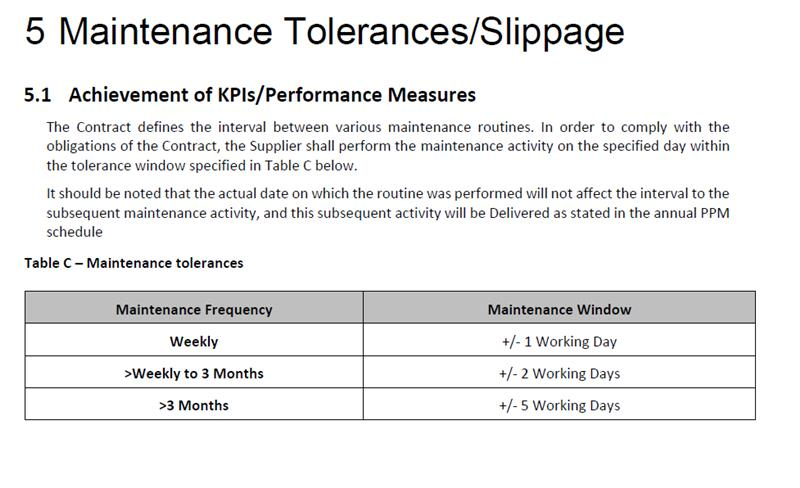 5 Maintenance Tolerances/Slippage
5.1 Achievement of KPIs/Performance Measures
The Contract defines the interval between various maintenance routines. In order to comply with the
obligations of the Contract, the Supplier shall perform the maintenance activity on the specified day within
the tolerance window specified in Table C below.
It should be noted that the actual date on which the routine was performed will not affect the interval to the
subsequent maintenance activity, and this subsequent activity will be Delivered as stated in the annual PPM
schedule
Table C – Maintenance tolerances
Maintenance Frequency Maintenance Window
Weekly +/- 1 Working Day
>Weekly to 3 Months +/- 2 Working Days
>3 Months +/- 5 Working Days